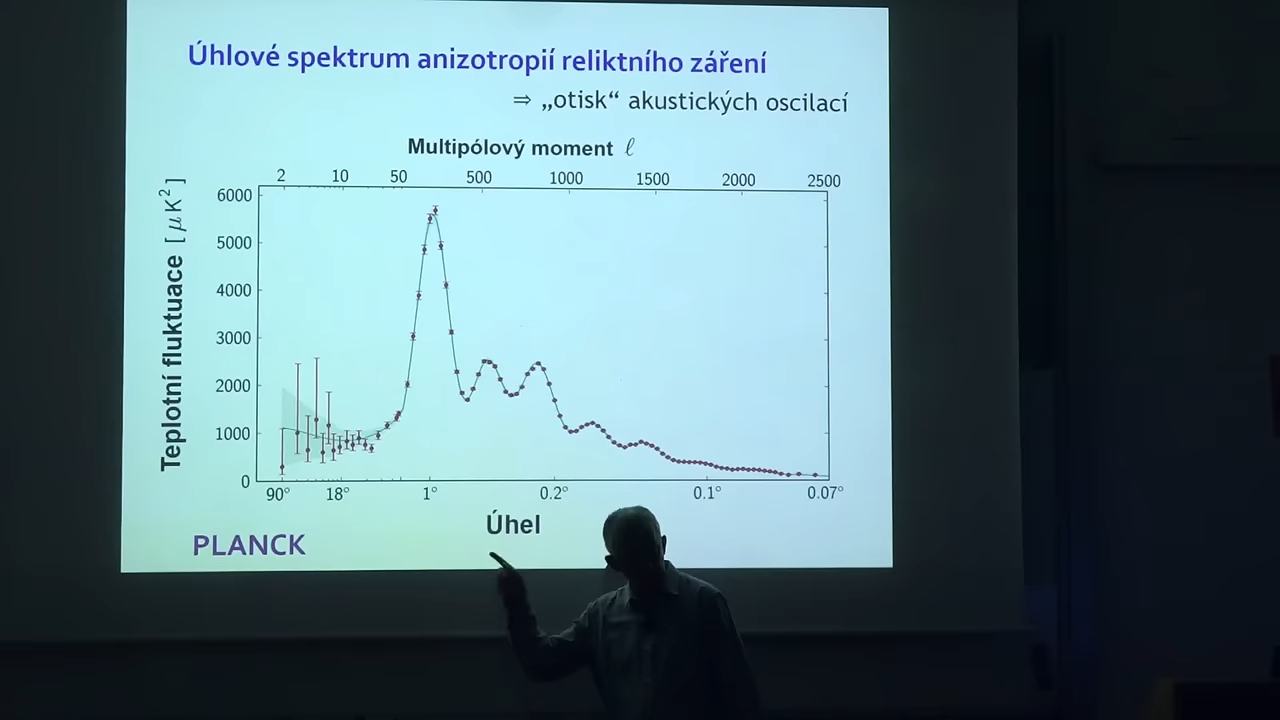 Úhlové spektrum anizotropií reliktního záření
⇒ „otisk“ akustických oscilací
Multipólový moment ℓ
2 10 50 500 1000 1500 2000 2500
Teplotní fluktuace [ μK² ]
6000
5000
4000
3000
2000
1000
0
90° 18° 1° 0.2° 0.1° 0.07°
Úhel
PLANCK